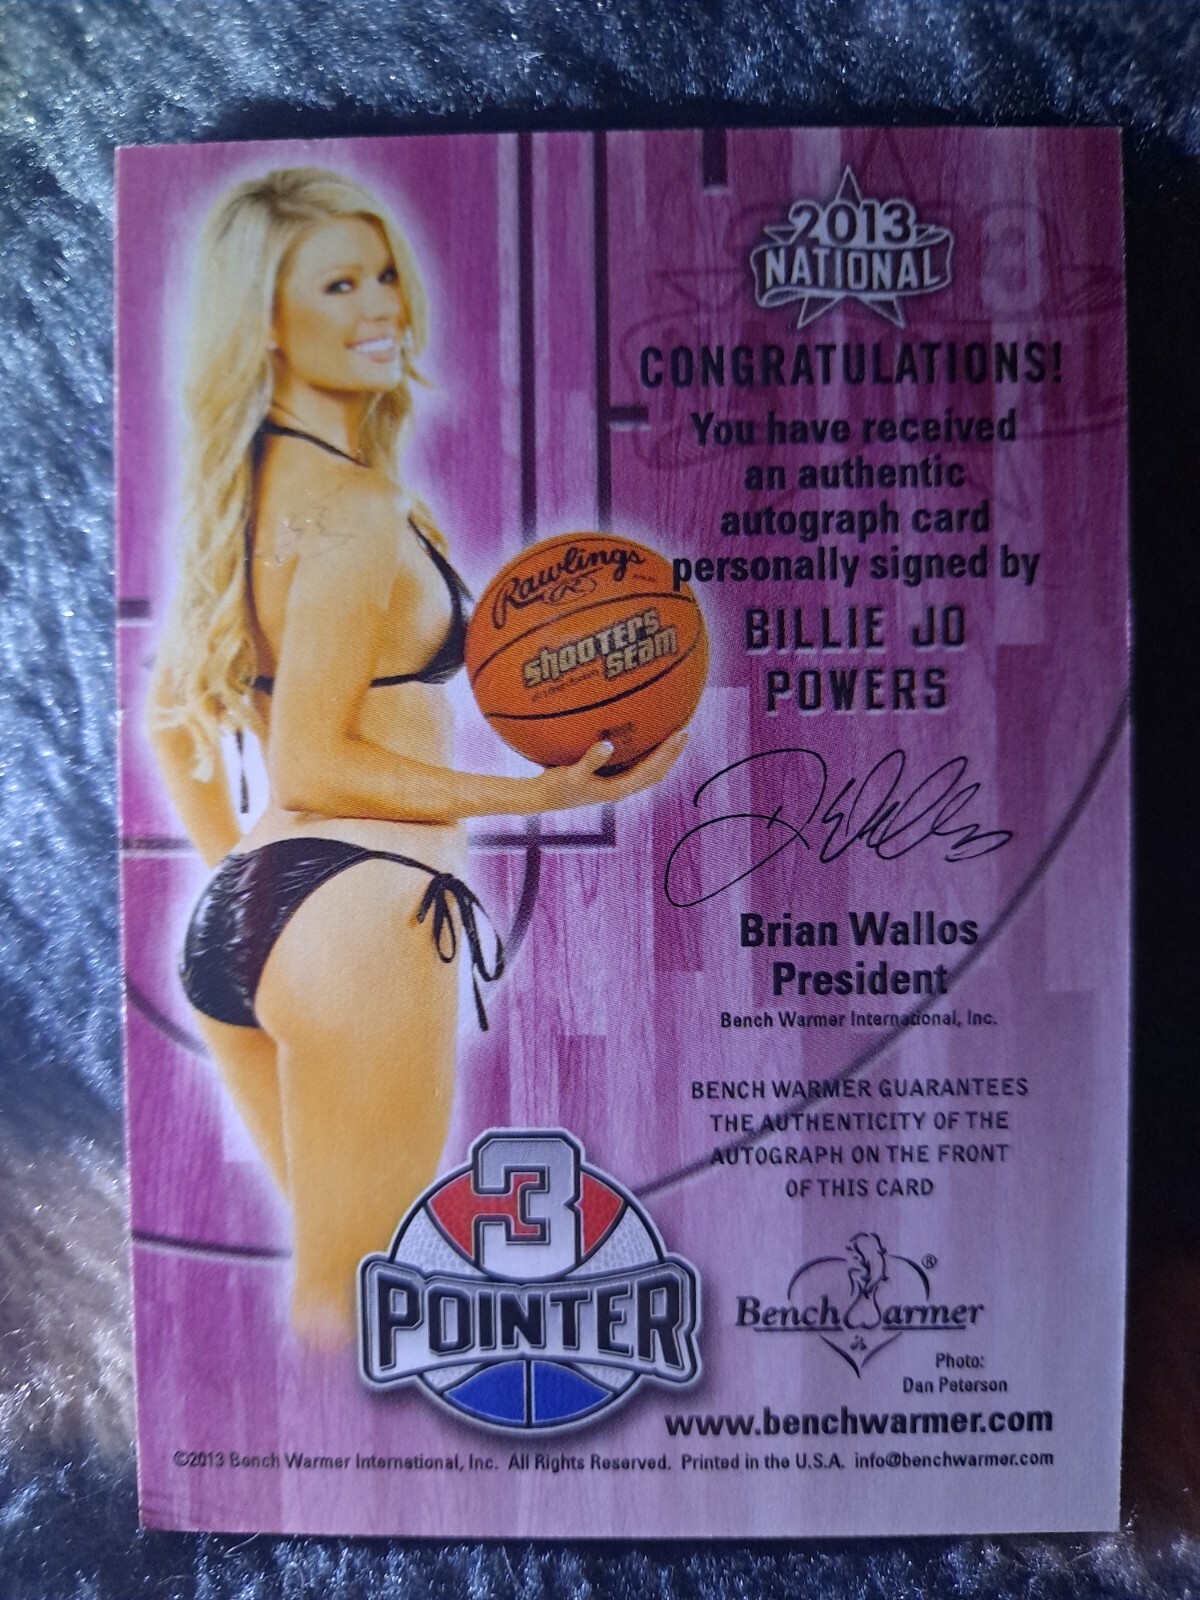 2013
NATIONAL
CONGRATULATIONS!
You have received
an authentic
autograph card
personally signed by
BILLIE JO
POWERS
Rawlings
R
SHOOTERS
SEAM
Brian Wallos
President
Bench Warmer International, Inc.
BENCH WARMER GUARANTEES
THE AUTHENTICITY OF THE
AUTOGRAPH ON THE FRONT
OF THIS CARD
3
POINTER
BenchWarmer®
Photo:
Dan Peterson
www.benchwarmer.com
©2013 Bench Warmer International, Inc. All Rights Reserved. Printed in the U.S.A. info@benchwarmer.com